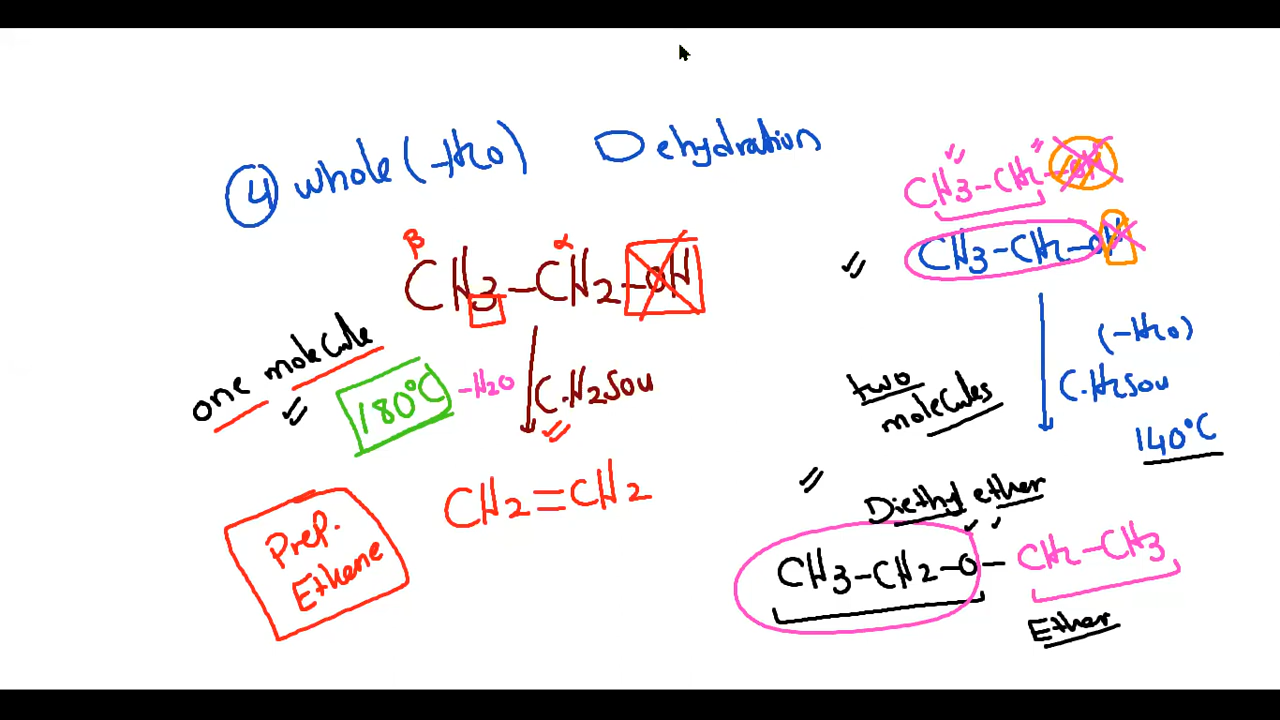 ④ whole (-H2O) Dehydration
β α
CH3-CH2-OH
one molecule
180°C
-H2O
C.H2SO4
CH2=CH2
Prep.
Ethene
CH3-CH2-OH
CH3-CH2-OH
(-H2O)
C.H2SO4
140°C
two
molecules
Diethyl ether
CH3-CH2-O-CH2-CH3
Ether